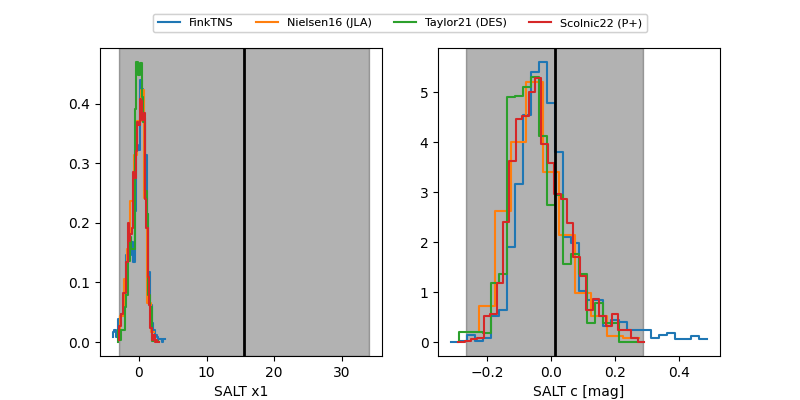 FinkTNS Nielsen16 (JLA) Taylor21 (DES) Scolnic22 (P+)
0.4
0.3
0.2
0.1
0.0
0 10 20 30
SALT x1
5
4
3
2
1
0
−0.2 0.0 0.2 0.4
SALT c [mag]